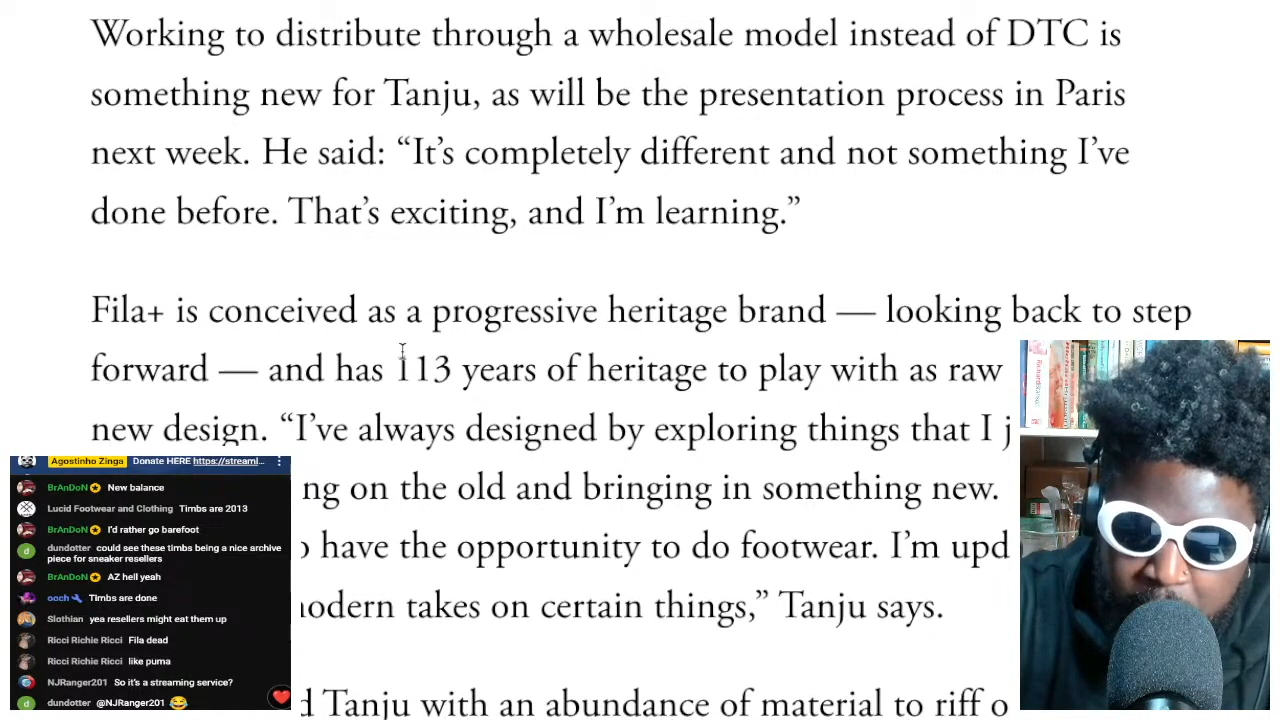 Working to distribute through a wholesale model instead of DTC is
something new for Tanju, as will be the presentation process in Paris
next week. He said: “It’s completely different and not something I’ve
done before. That’s exciting, and I’m learning.”
Fila+ is conceived as a progressive heritage brand — looking back to step
forward — and has 113 years of heritage to play with as raw
new design. “I’ve always designed by exploring things that I j
ng on the old and bringing in something new.
o have the opportunity to do footwear. I’m upd
odern takes on certain things,” Tanju says.
d Tanju with an abundance of material to riff o
Agostinho Zinga Donate HERE https://streaml...
BrAnDoN New balance
Lucid Footwear and Clothing Timbs are 2013
BrAnDoN I'd rather go barefoot
dundotter could see these timbs being a nice archive
piece for sneaker resellers
BrAnDoN AZ hell yeah
occh Timbs are done
Slothian yea resellers might eat them up
Ricci Richie Ricci Fila dead
Ricci Richie Ricci like puma
NJRanger201 So it's a streaming service?
dundotter @NJRanger201 😂